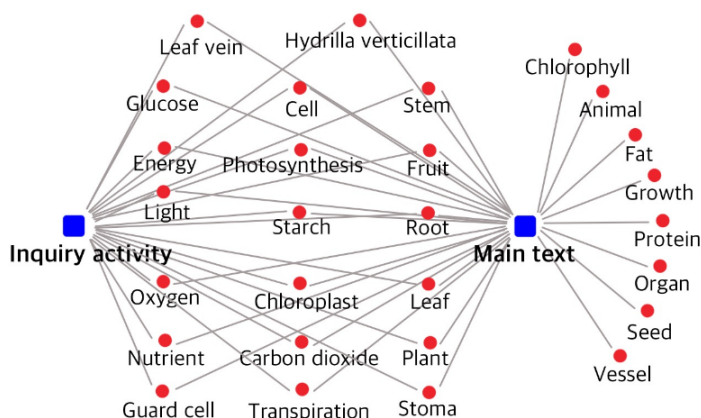 Leaf vein
Hydrilla verticillata
Chlorophyll
Glucose
Cell
Stem
Animal
Fat
Energy
Photosynthesis
Fruit
Growth
Light
Starch
Root
Protein
Inquiry activity
Main text
Organ
Oxygen
Chloroplast
Leaf
Seed
Nutrient
Carbon dioxide
Plant
Vessel
Guard cell
Transpiration
Stoma